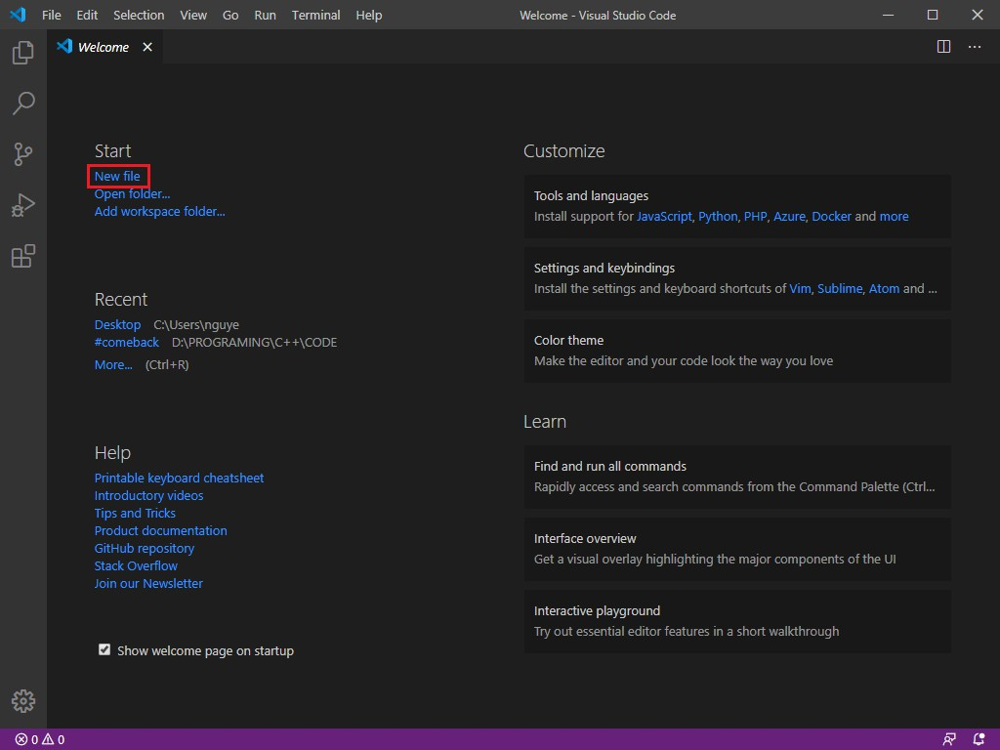 File Edit Selection View Go Run Terminal Help Welcome - Visual Studio Code
Welcome
Start
New file
Open folder...
Add workspace folder...
Recent
Desktop C:\Users\nguye
#comeback D:\PROGRAMING\C++\CODE
More... (Ctrl+R)
Help
Printable keyboard cheatsheet
Introductory videos
Tips and Tricks
Product documentation
GitHub repository
Stack Overflow
Join our Newsletter
Show welcome page on startup
Customize
Tools and languages
Install support for JavaScript, Python, PHP, Azure, Docker and more
Settings and keybindings
Install the settings and keyboard shortcuts of Vim, Sublime, Atom and ...
Color theme
Make the editor and your code look the way you love
Learn
Find and run all commands
Rapidly access and search commands from the Command Palette (Ctrl...
Interface overview
Get a visual overlay highlighting the major components of the UI
Interactive playground
Try out essential editor features in a short walkthrough
0 0